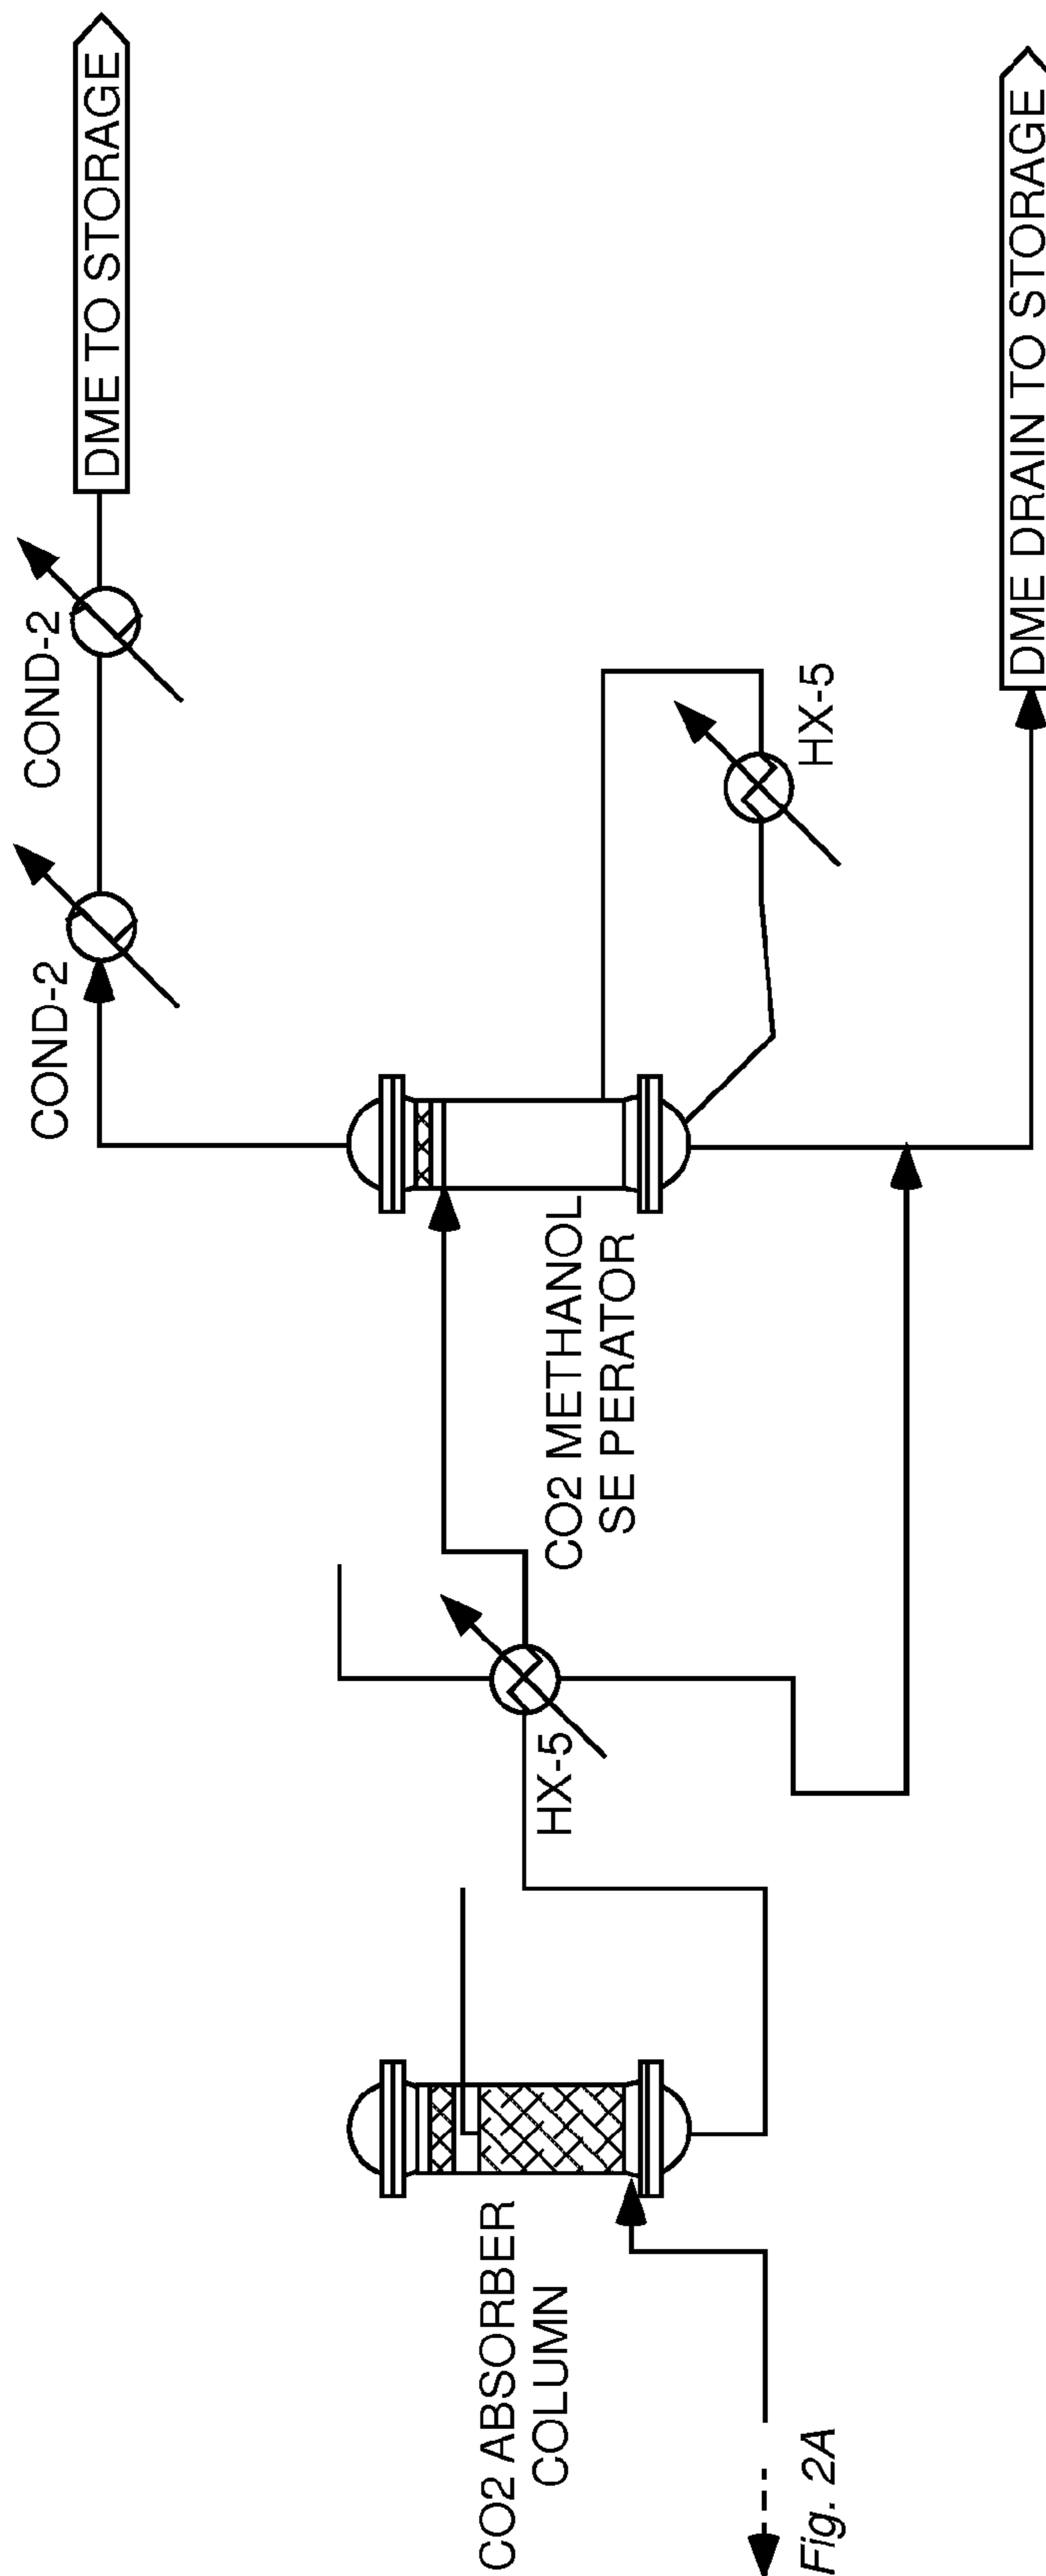 DME TO STORAGE
COND-2
COND-2
HX-5
DME DRAIN TO STORAGE
CO2 METHANOL
SE PERATOR
HX-5
CO2 ABSORBER
COLUMN
Fig. 2A